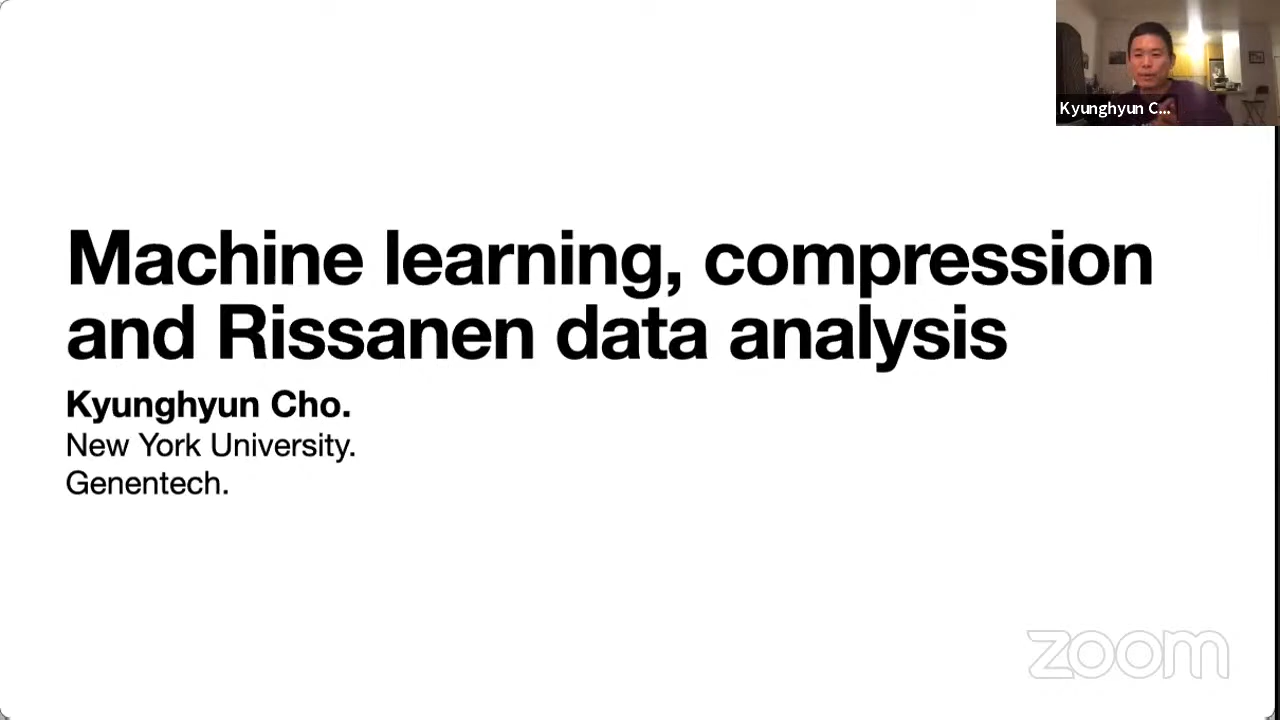 Kyunghyun C...
Machine learning, compression
and Rissanen data analysis
Kyunghyun Cho.
New York University.
Genentech.
zoom